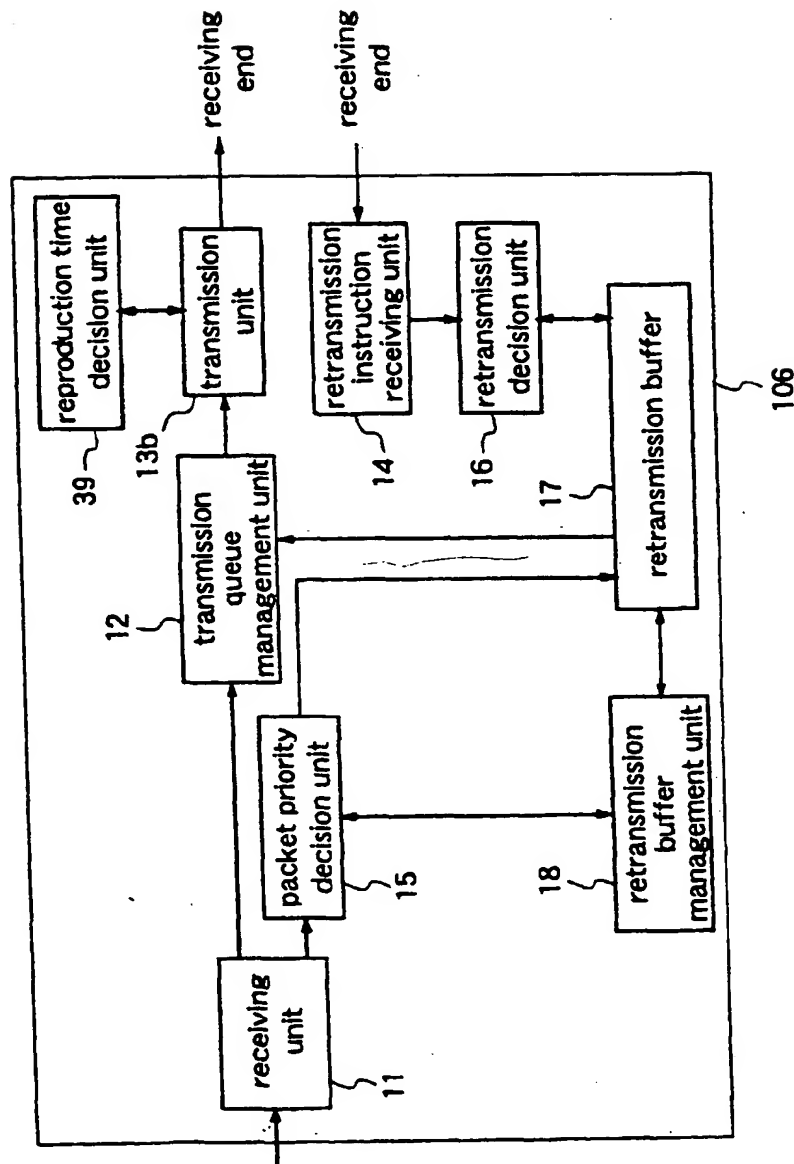 reproduction time
decision unit
39
receiving
end
transmission
unit
13b
transmission
queue
management unit
12
receiving
end
retransmission
instruction
receiving unit
14
retransmission
decision unit
16
receiving
unit
11
packet priority
decision unit
15
retransmission buffer
17
retransmission
buffer
management unit
18
106